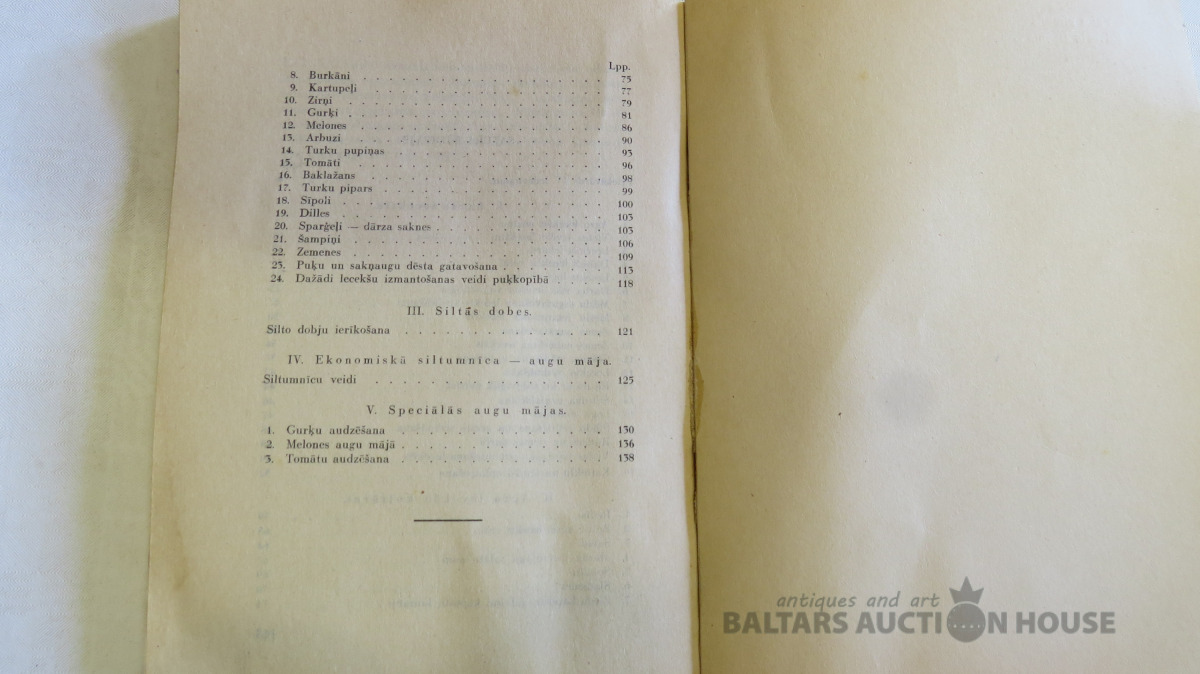 Lpp.
8. Burkāni . . . . . . . . . . . . . . . . . . 75
9. Kartupeļi . . . . . . . . . . . . . . . . . 77
10. Zirņi . . . . . . . . . . . . . . . . . . . 79
11. Gurķi . . . . . . . . . . . . . . . . . . . 81
12. Melones . . . . . . . . . . . . . . . . . . 86
13. Arbuzi . . . . . . . . . . . . . . . . . . 90
14. Turku pupiņas . . . . . . . . . . . . . . . 93
15. Tomāti . . . . . . . . . . . . . . . . . . 96
16. Baklažans . . . . . . . . . . . . . . . . . 98
17. Turku pipars . . . . . . . . . . . . . . . . 99
18. Sīpoli . . . . . . . . . . . . . . . . . . 100
19. Dilles . . . . . . . . . . . . . . . . . . 103
20. Sparģeļi — dārza saknes . . . . . . . . . . 103
21. Šampiņi . . . . . . . . . . . . . . . . . . 106
22. Zemenes . . . . . . . . . . . . . . . . . . 109
23. Puķu un sakņaugu dēsta gatavošana . . . . . 113
24. Dažādi lecekšu izmantošanas veidi puķkopībā . . . . 118
III. Siltās dobes.
Silto dobju ierīkošana . . . . . . . . . . . . 121
IV. Ekonomiskā siltumnīca — augu māja.
Siltumnīcu veidi . . . . . . . . . . . . . . 125
V. Speciālās augu mājas.
1. Gurķu audzēšana . . . . . . . . . . . . . . 130
2. Melones augu mājā . . . . . . . . . . . . . 136
3. Tomātu audzēšana . . . . . . . . . . . . . 138
antiques and art
BALTARS AUCTION HOUSE